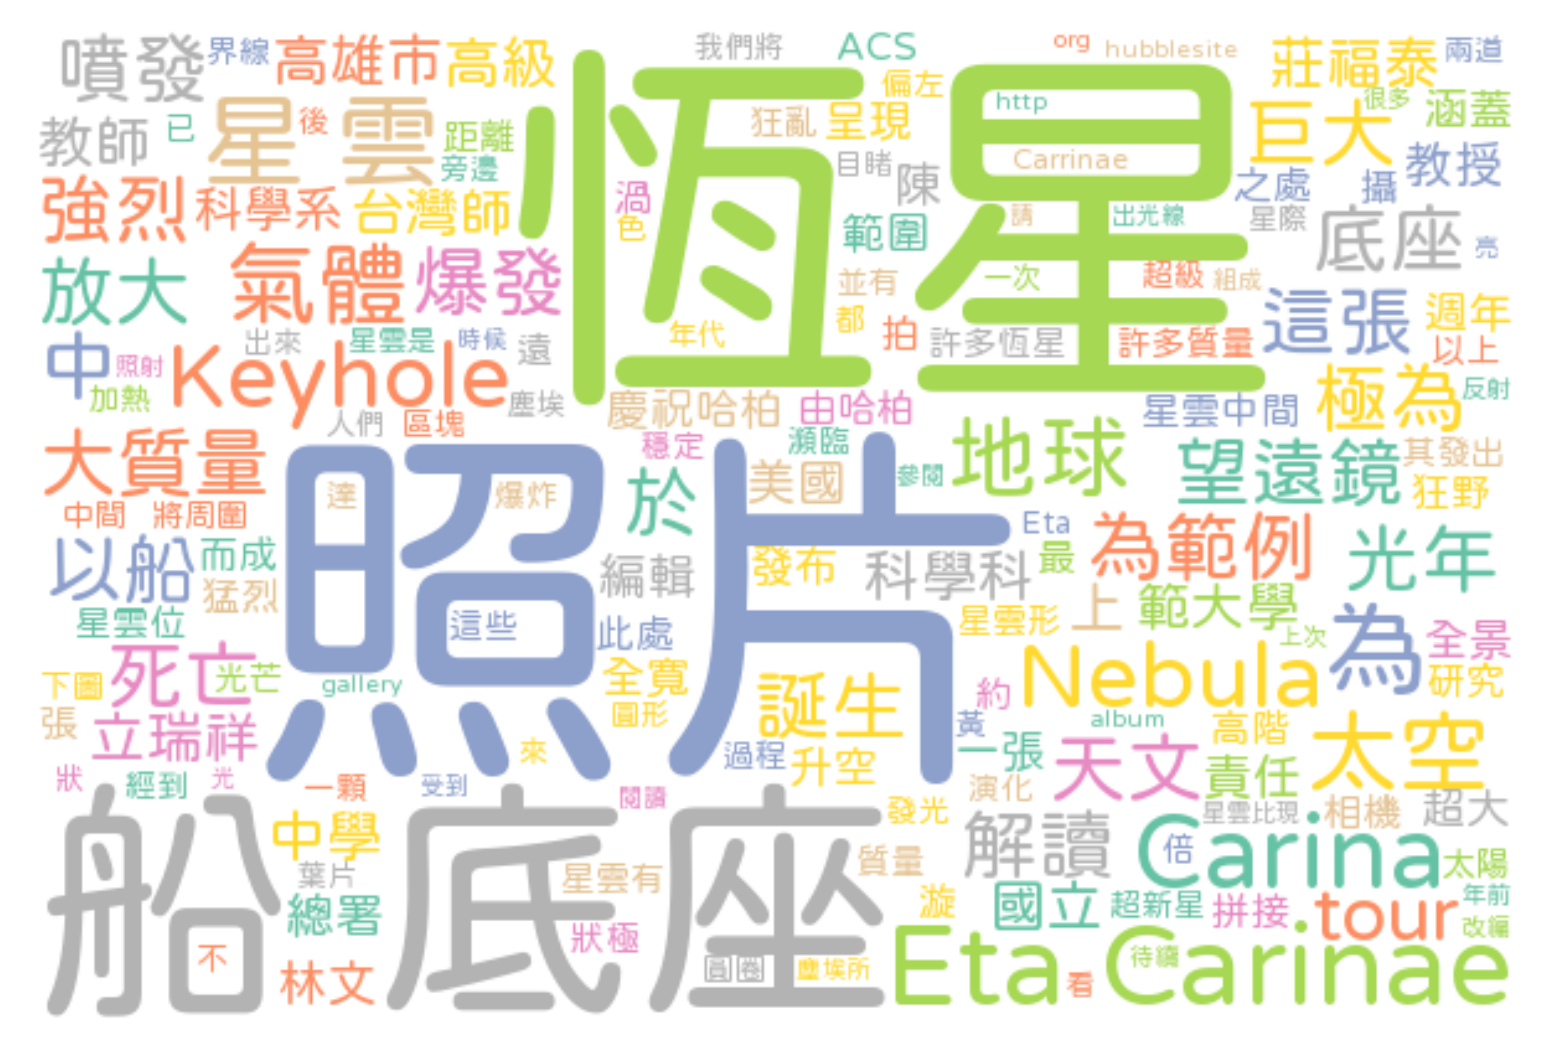 噴發 界線 高雄市 高級 我們將 ACS org hubblesite 莊福泰 兩道
教師 已 星雲 後 距離 旁邊 偏左 狂亂 呈現 http 巨大 很多 涵蓋
恆星
強烈 科學系 台灣師 渦 色 目睹 陳 範圍 Carrinae 之處 攝 教授
請 出光線 星際 底座 亮
放大 氣體 爆發 並有 一次 超級 組成 這張 週年
中 照射 出來 星雲是 時候 遠 年代 都 拍 許多恆星 許多質量 以上
加熱 Keyhole 塵埃 慶祝哈柏 由哈柏 星雲中間 極為 反射
人們 區塊 穩定 瀕臨 地球
大質量 達 爆炸 於 美國 參閱 望遠鏡 其發出 狂野
照片
中間 將周圍 Eta 為範例 光年
以船 而成 猛烈 編輯 發布 科學科 最
星雲位 這些 此處 星雲形 上 範大學 上次 為 全景
死亡 光芒 gallery 全寬 誕生 約 Nebula 研究
下圖 張 立瑞祥 圓形 黃 album 高階 太空
狀 經到 光 一顆 來 受到 過程 升空 一張 天文 責任
船底座
閱讀 發光 演化 星雲比現 相機 超大
中學 葉片 星雲有 質量 解讀 倍 Carina 太陽
總署 狀極 漩 國立 超新星 拼接 tour 年前 改編
不 林文 圓圈 塵埃所 Eta Carinae 看 待續